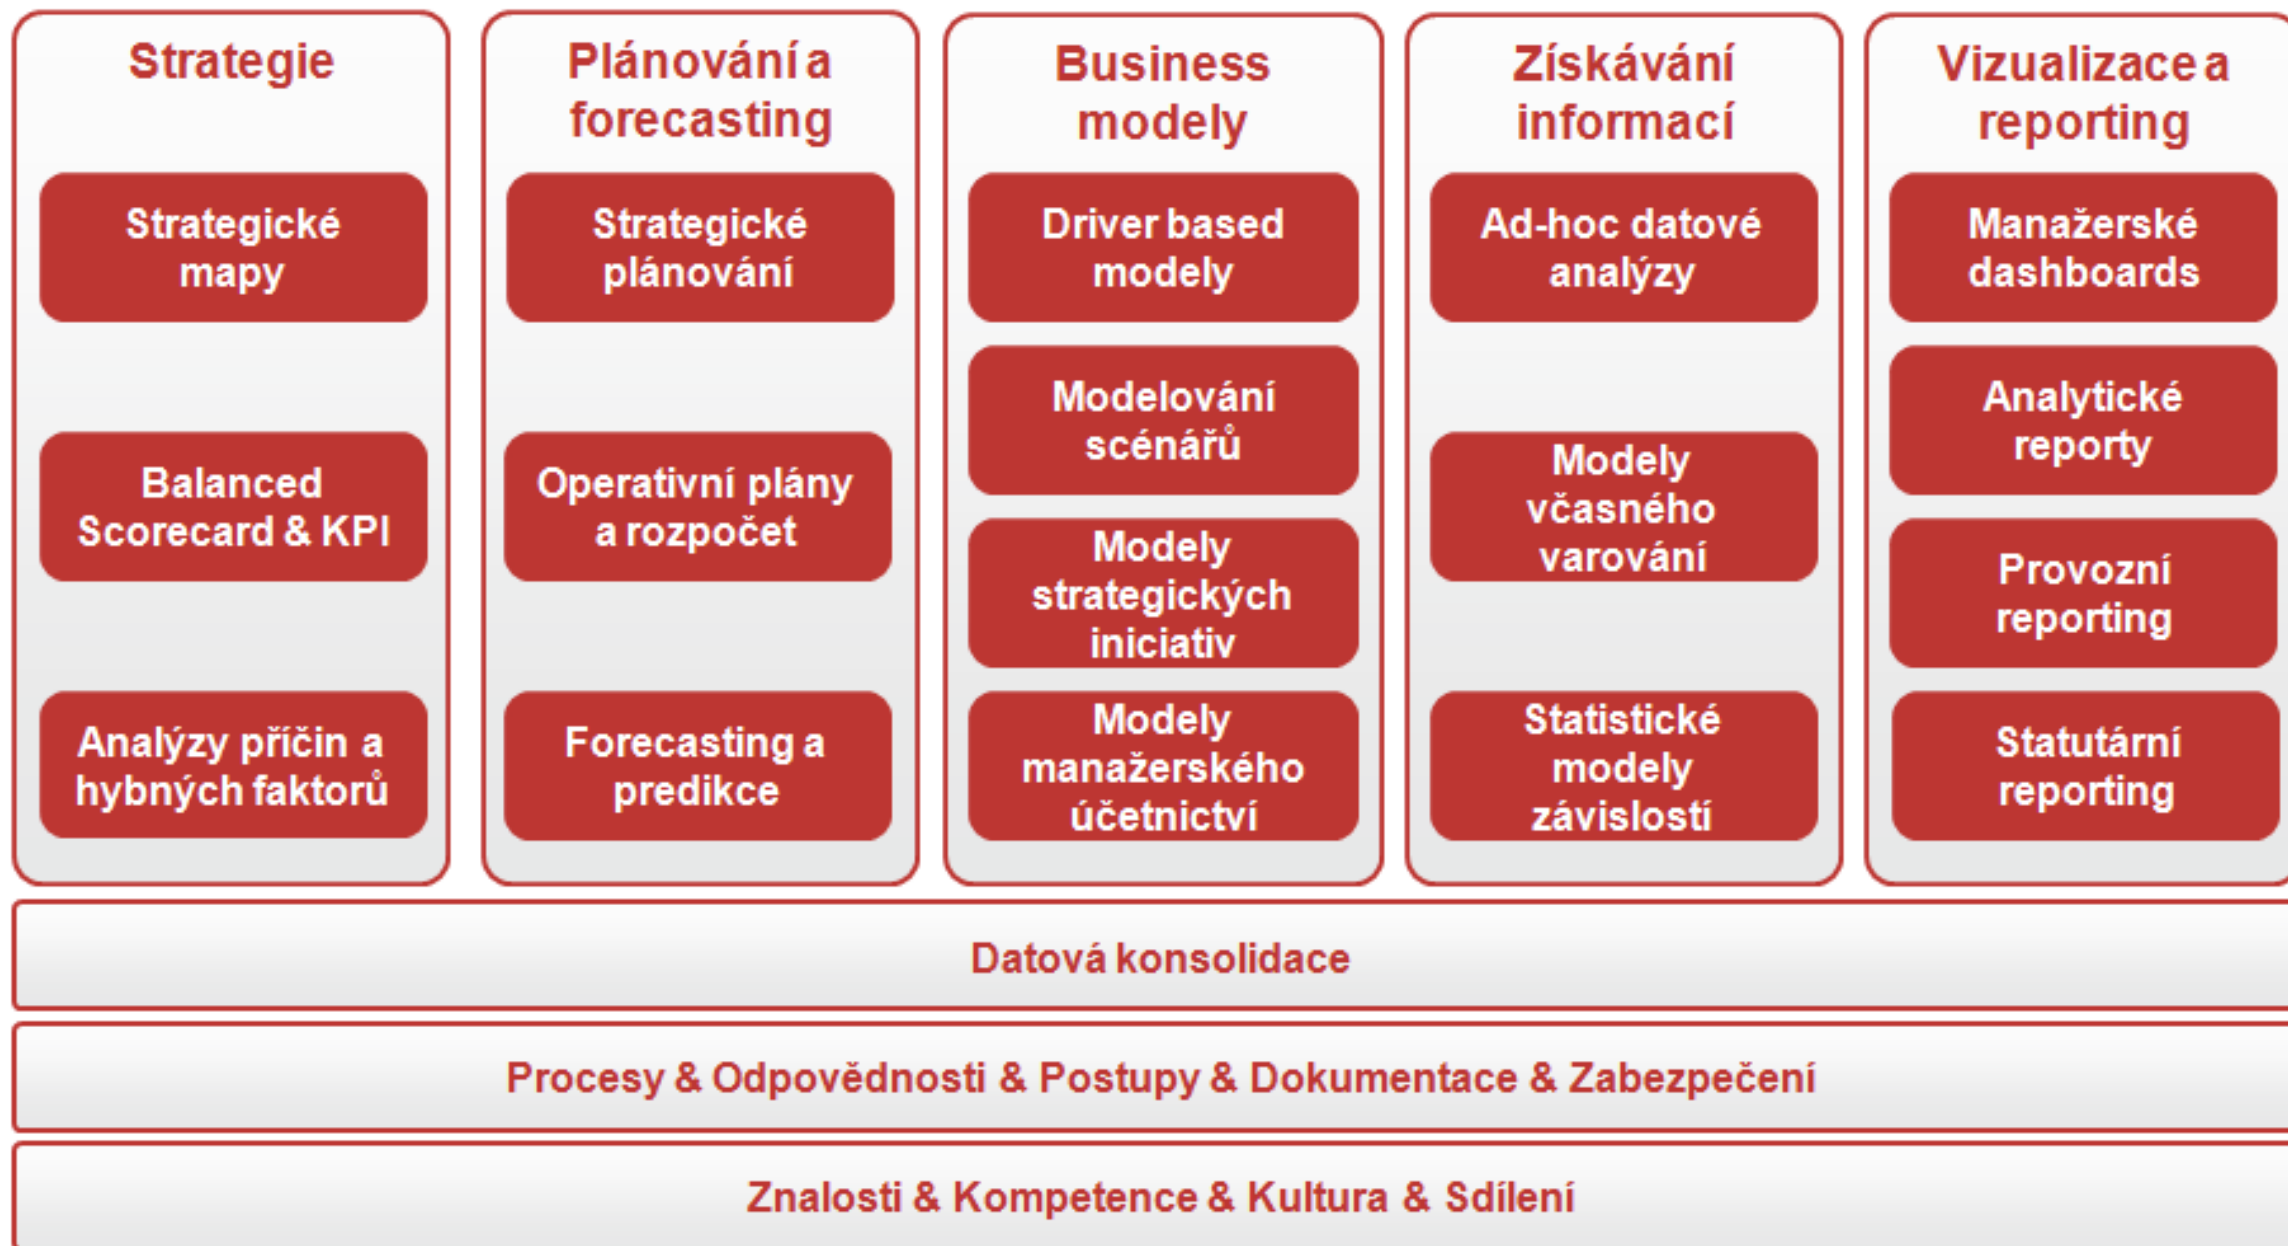 Strategie
Strategické
mapy
Balanced
Scorecard & KPI
Analýzy příčin a
hybných faktorů
Plánování a
forecasting
Strategické
plánování
Operativní plány
a rozpočet
Forecasting a
predikce
Business
modely
Driver based
modely
Modelování
scénářů
Modely
strategických
iniciativ
Modely
manažerského
účetnictví
Získávání
informací
Ad-hoc datové
analýzy
Modely
včasného
varování
Statistické
modely
závislostí
Vizualizace a
reporting
Manažerské
dashboards
Analytické
reporty
Provozní
reporting
Statutární
reporting
Datová konsolidace
Procesy & Odpovědnosti & Postupy & Dokumentace & Zabezpečení
Znalosti & Kompetence & Kultura & Sdílení